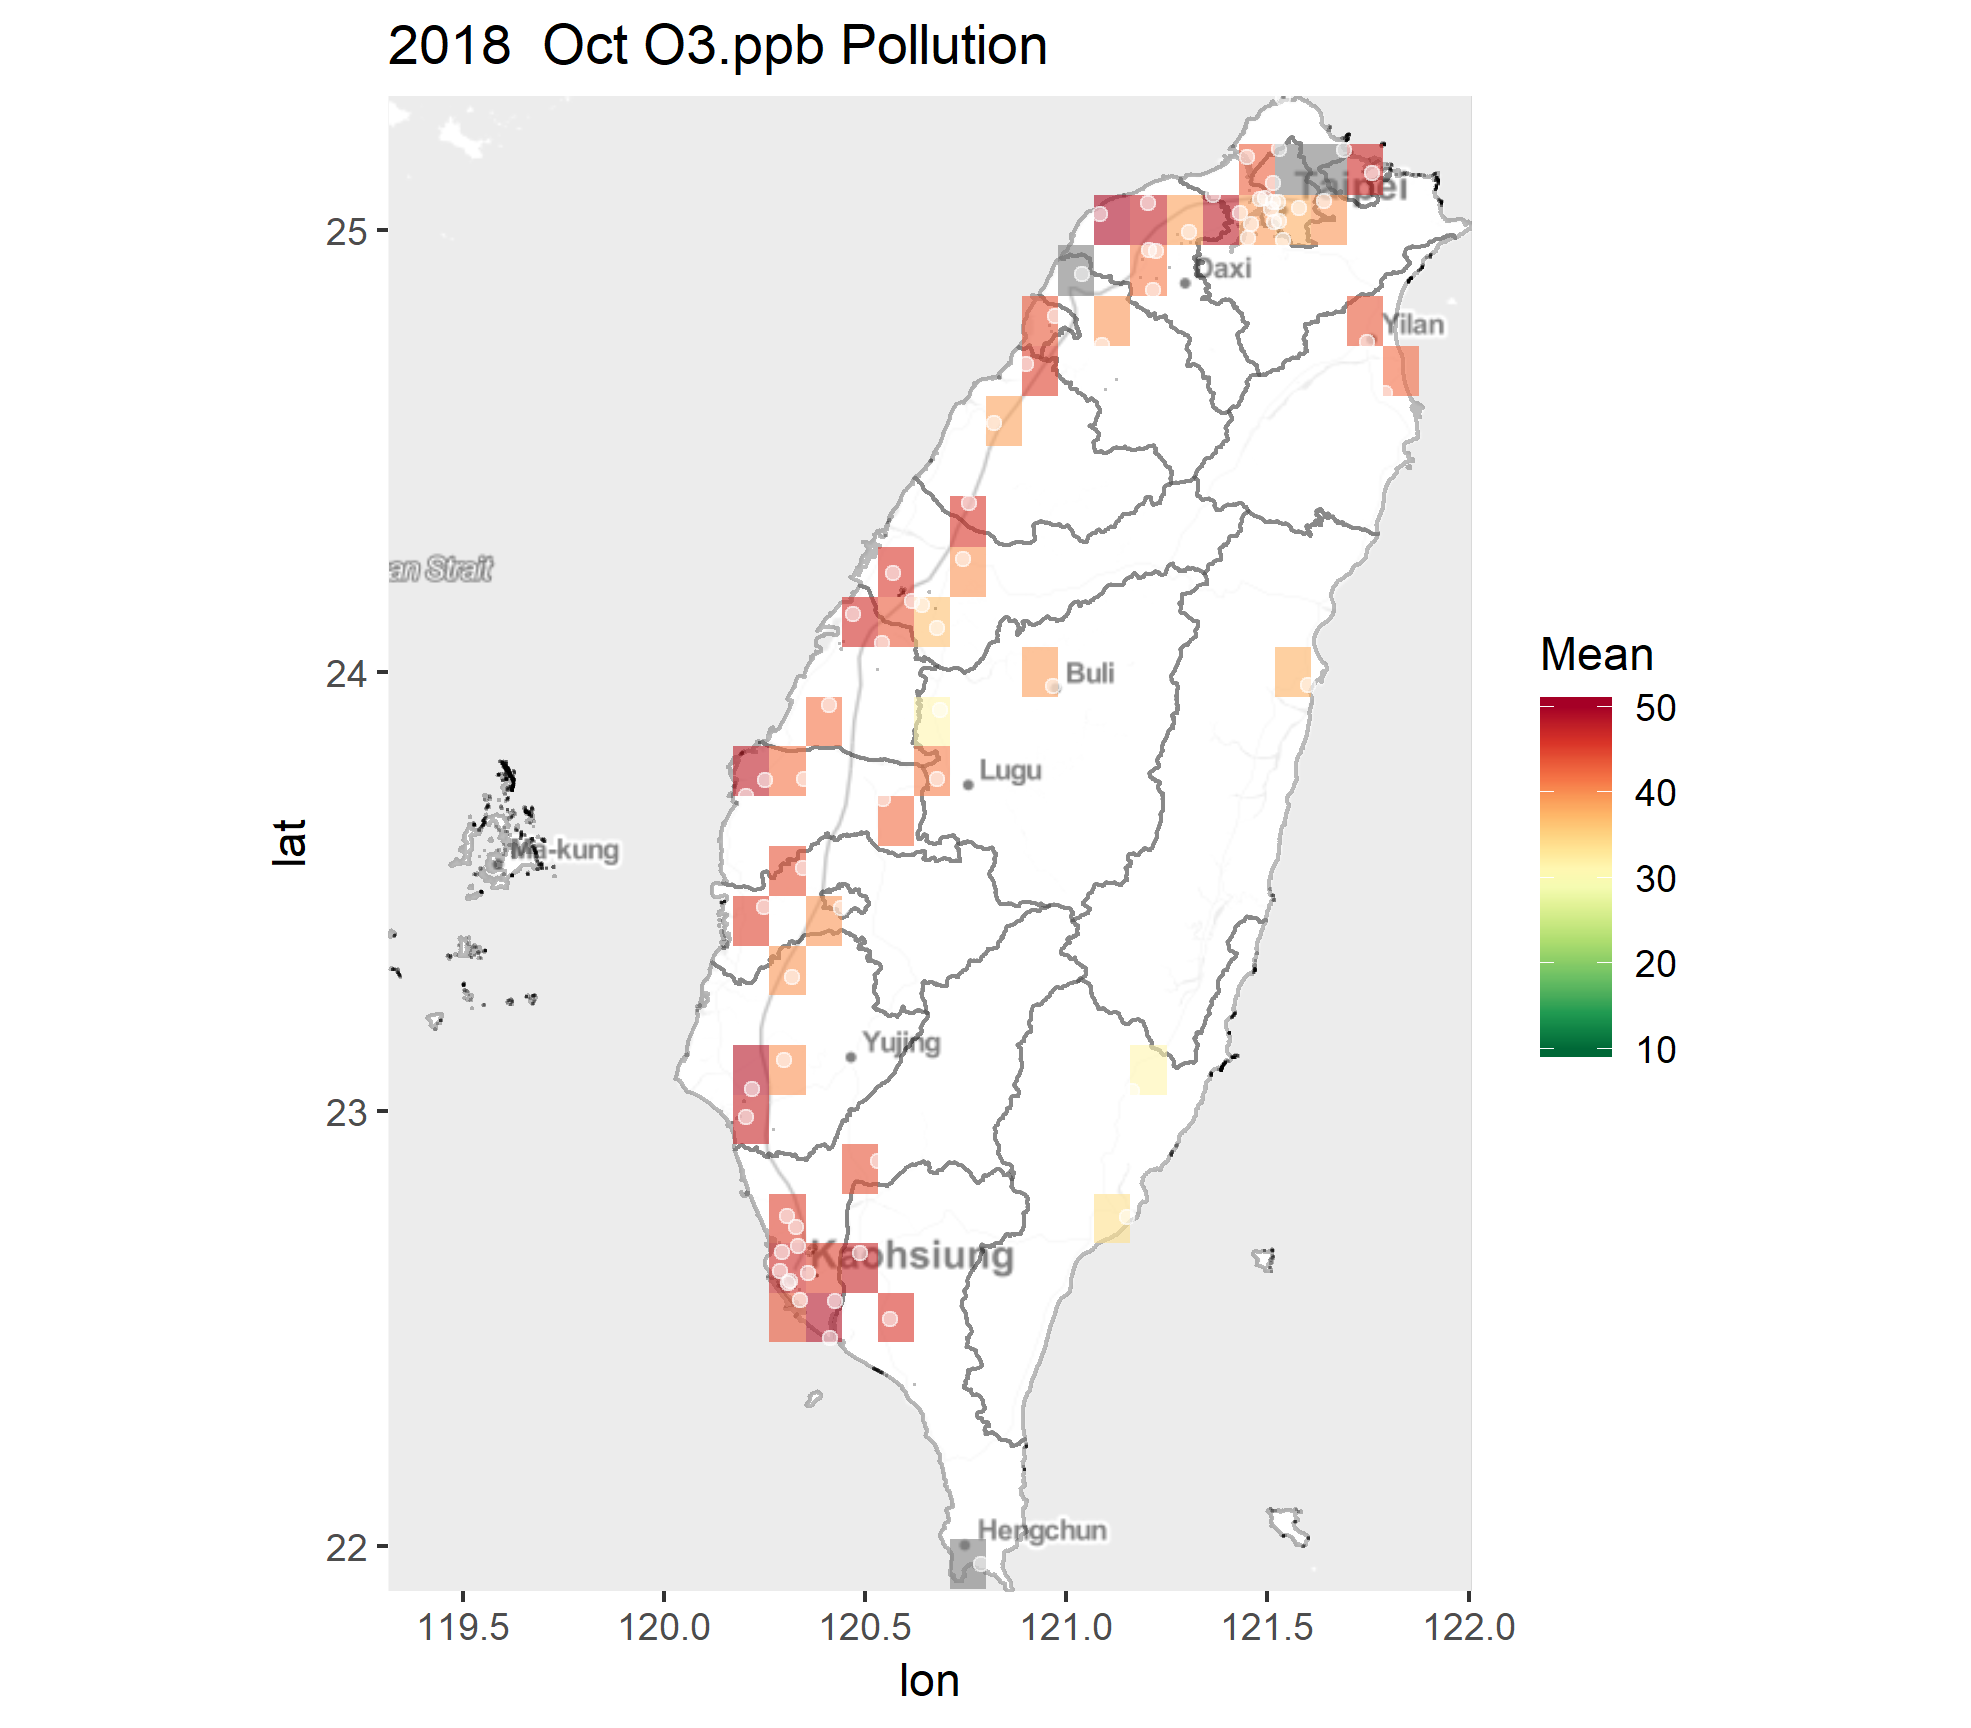 2018  Oct O3.ppb Pollution
Taipei
25
Daxi
Yilan
an Strait
Mean
24
Buli
50
Lugu
40
lat
Ma-kung
30
20
Yujing
10
23
Kaohsiung
22
Hengchun
119.5
120.0
120.5
121.0
121.5
122.0
lon